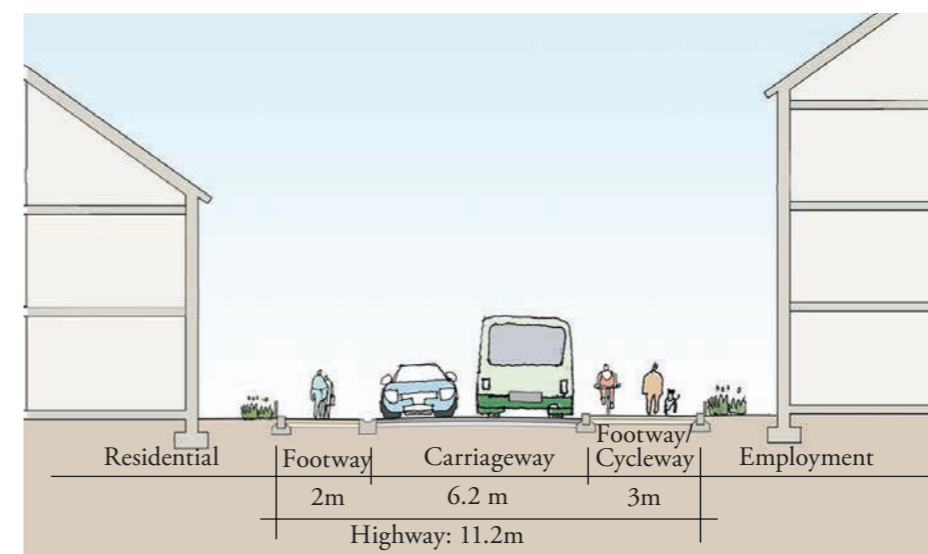 Residential
Footway
Carriageway
Footway/
Cycleway
Employment
2m
6.2 m
3m
Highway: 11.2m